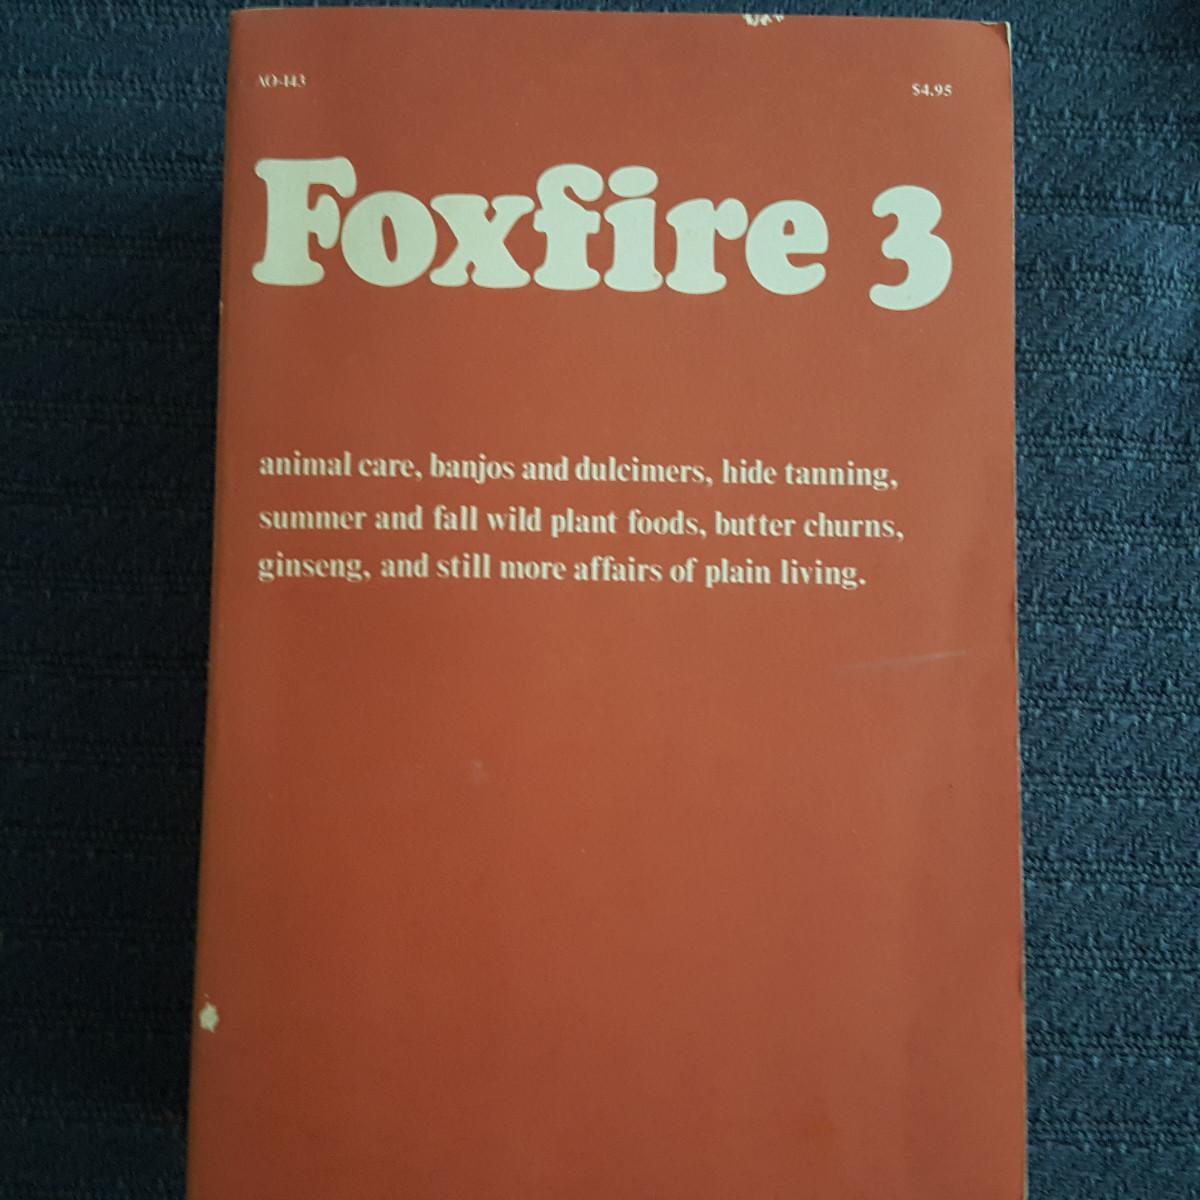 AO-143
$4.95
Foxfire 3
animal care, banjos and dulcimers, hide tanning,
summer and fall wild plant foods, butter churns,
ginseng, and still more affairs of plain living.